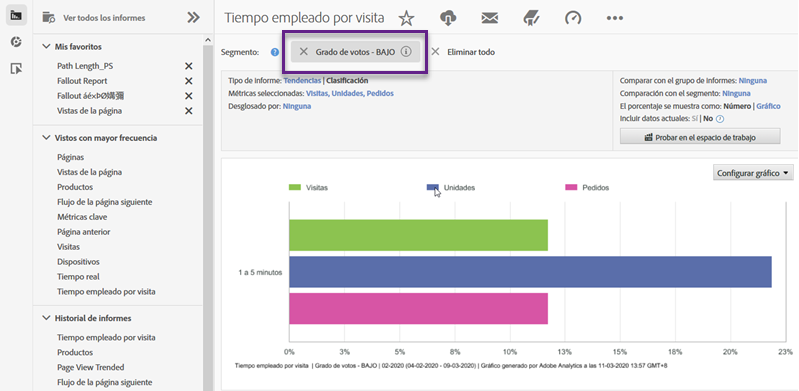 Ver todos los informes
Mis favoritos
Path Length_PS
Fallout Report
Fallout áé×ÞØ媾彌
Vistas de la página
Vistos con mayor frecuencia
Páginas
Vistas de la página
Productos
Flujo de la página siguiente
Métricas clave
Página anterior
Visitas
Dispositivos
Tiempo real
Tiempo empleado por visita
Historial de informes
Tiempo empleado por visita
Productos
Page View Trended
Flujo de la página siguiente
Tiempo empleado por visita
Segmento:
Grado de votos - BAJO
Eliminar todo
Tipo de informe: Tendencias | Clasificación
Métricas seleccionadas: Visitas, Unidades, Pedidos
Desglosado por: Ninguna
Comparar con el grupo de informes: Ninguna
Comparación con el segmento: Ninguna
El porcentaje se muestra como: Número | Gráfico
Incluir datos actuales: Sí | No
Probar en el espacio de trabajo
Configurar gráfico
Visitas Unidades Pedidos
1 a 5 minutos
0% 3% 5% 8% 10% 13% 15% 18% 20% 23%
Tiempo empleado por visita | Grado de votos - BAJO | 02-2020 (04-02-2020 - 09-03-2020) | Gráfico generado por Adobe Analytics a las 11-03-2020 13:57 GMT+8